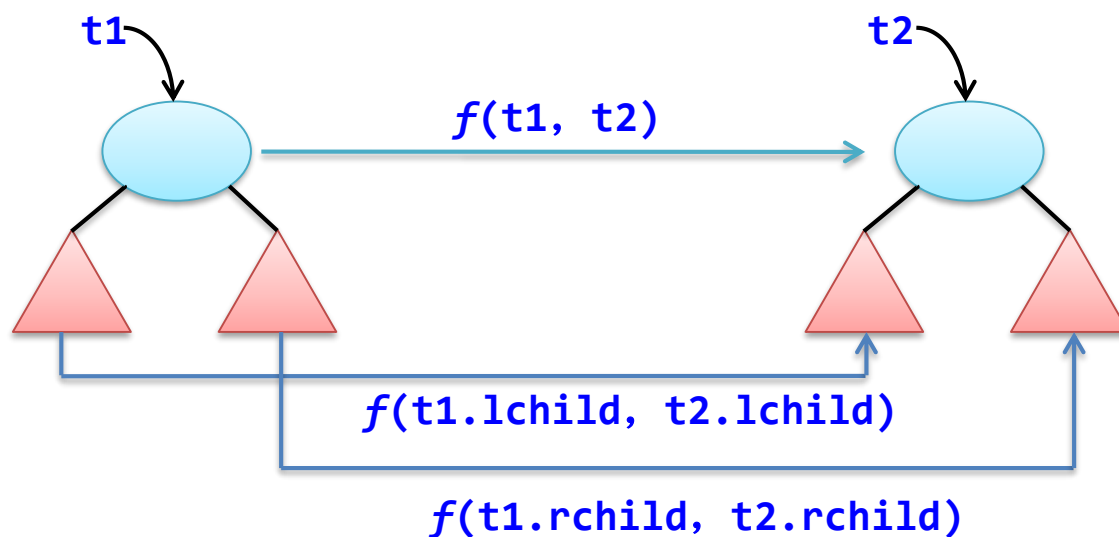 t1
t2
f(t1, t2)
f(t1.lchild, t2.lchild)
f(t1.rchild, t2.rchild)